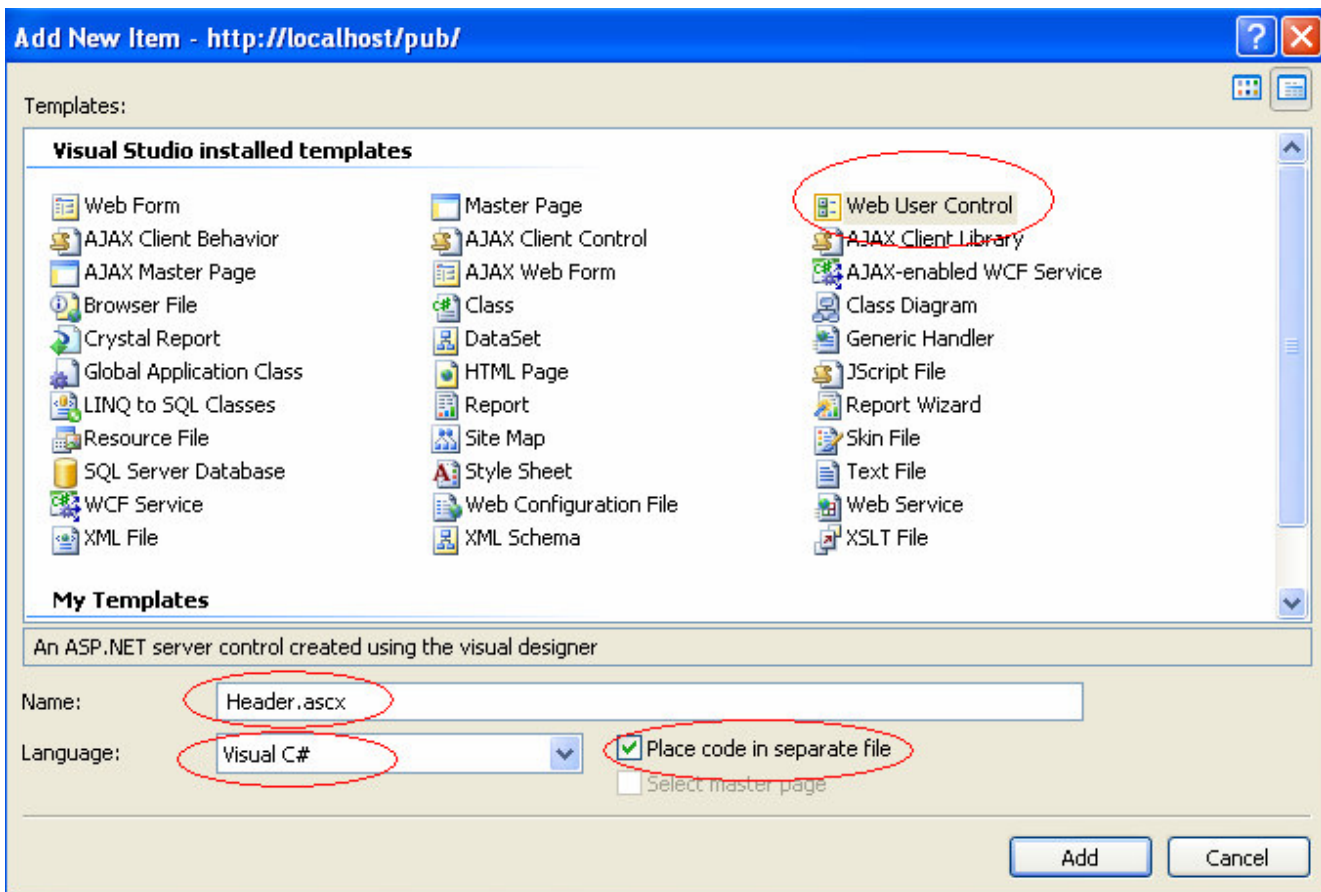 Add New Item - http://localhost/pub/
Templates:
Visual Studio installed templates
Web Form Master Page Web User Control
AJAX Client Behavior AJAX Client Control AJAX Client Library
AJAX Master Page AJAX Web Form AJAX-enabled WCF Service
Browser File Class Class Diagram
Crystal Report DataSet Generic Handler
Global Application Class HTML Page JScript File
LINQ to SQL Classes Report Report Wizard
Resource File Site Map Skin File
SQL Server Database Style Sheet Text File
WCF Service Web Configuration File Web Service
XML File XML Schema XSLT File
My Templates
An ASP.NET server control created using the visual designer
Name: Header.ascx
Language: Visual C# Place code in separate file
Select master page
Add Cancel